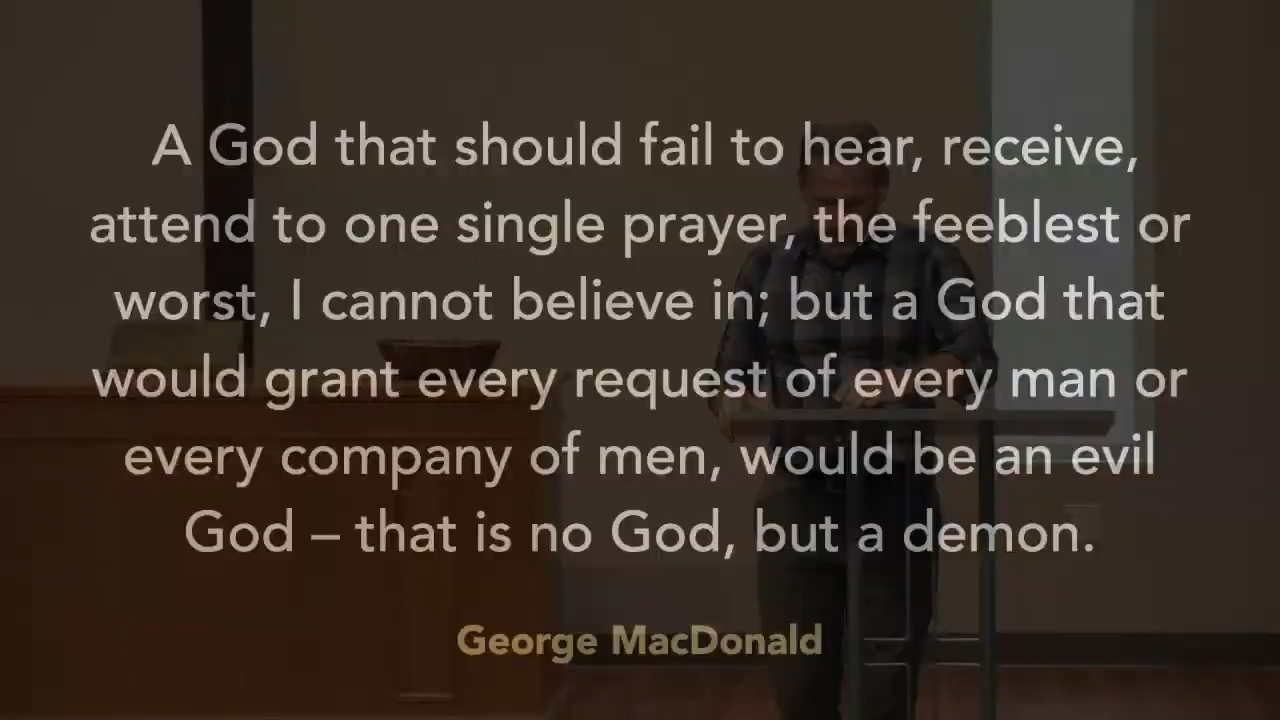 A God that should fail to hear, receive,
attend to one single prayer, the feeblest or
worst, I cannot believe in; but a God that
would grant every request of every man or
every company of men, would be an evil
God – that is no God, but a demon.
George MacDonald